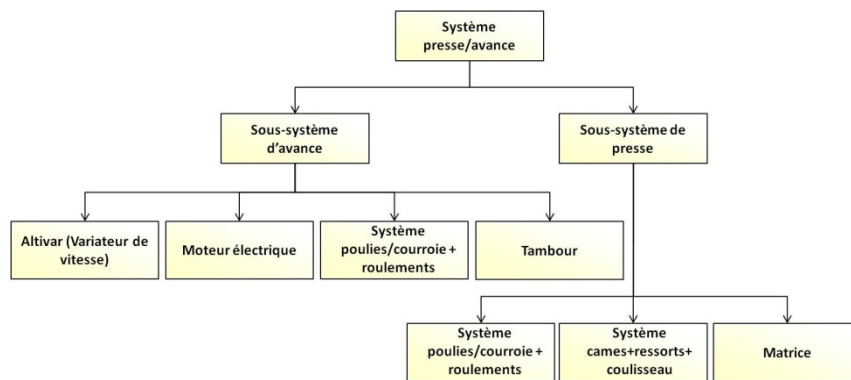 Système
presse/avance
Sous-système
d’avance
Sous-système de
presse
Altivar (Variateur de
vitesse)
Moteur électrique
Système
poulies/courroie +
roulements
Tambour
Système
poulies/courroie +
roulements
Système
cames+ressorts+
coulisseau
Matrice